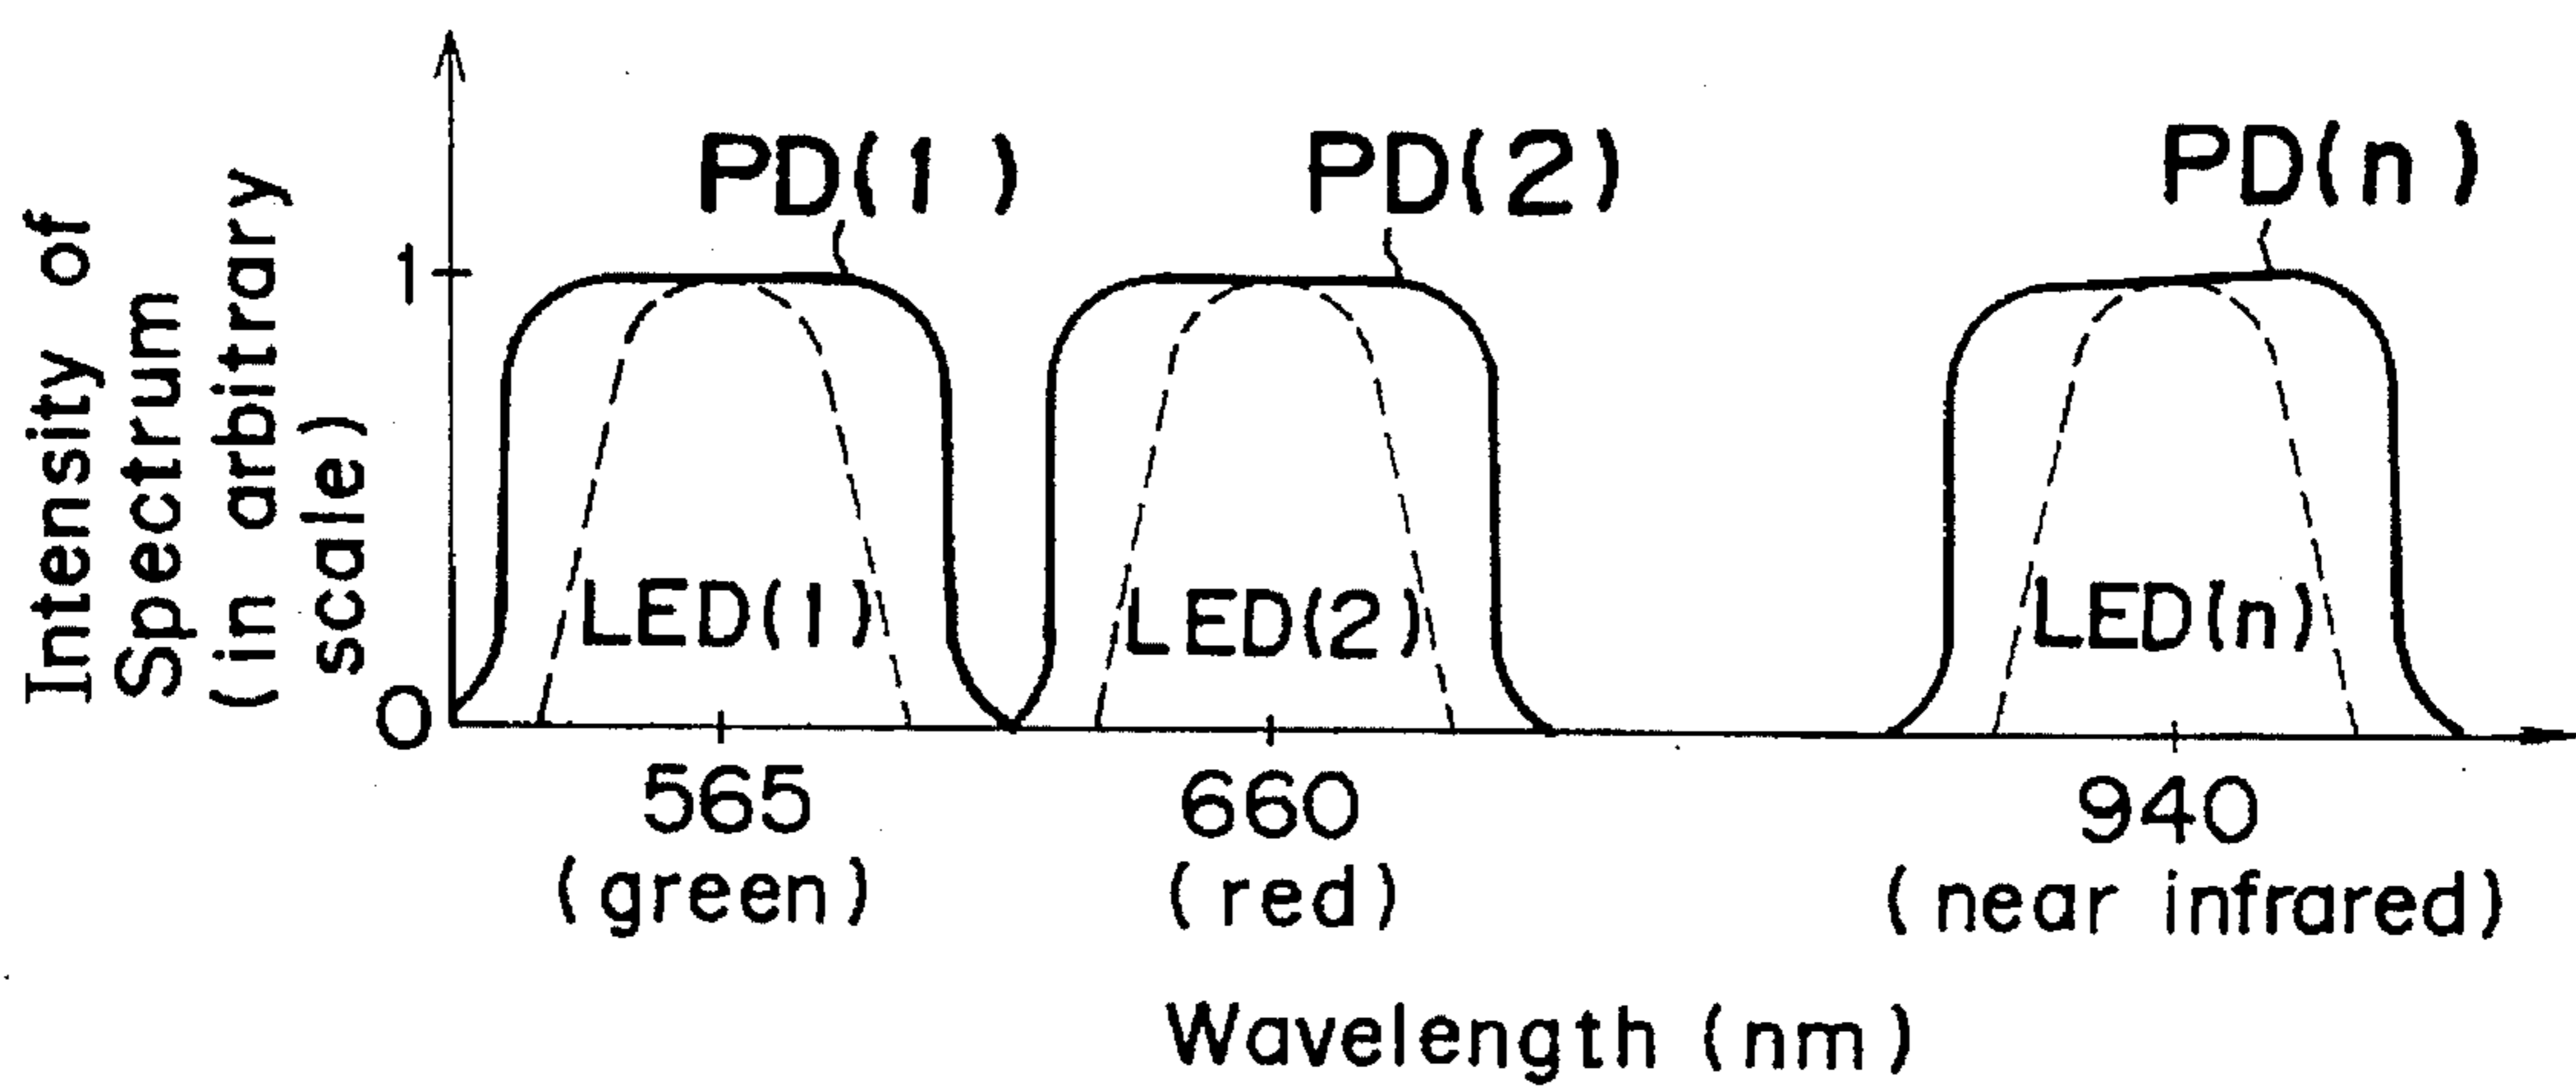 Intensity of
Spectrum
(in arbitrary
scale)
1
0
PD(1)
PD(2)
PD(n)
LED(1)
LED(2)
LED(n)
565
(green)
660
(red)
940
(near infrared)
Wavelength (nm)